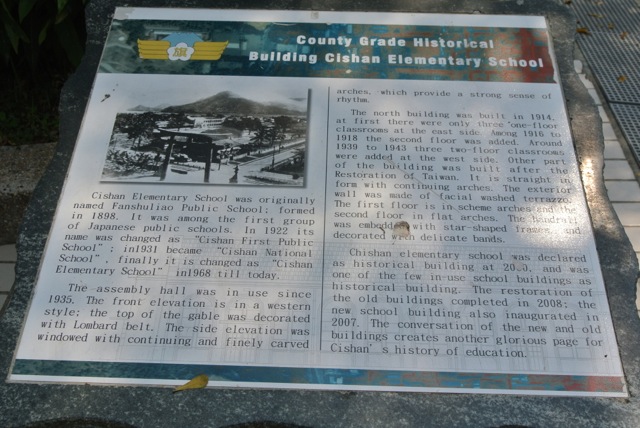 County Grade Historical
Building Cishan Elementary School
Cishan Elementary School was originally
named Fanshuliao Public School; formed
in 1898. It was among the first group
of Japanese public schools. In 1922 its
name was changed as "Cishan First Public
School"; in1931 became "Cishan National
School", finally it is changed as "Cishan
Elementary School" in1968 till today.
The assembly hall was in use since
1935. The front elevation is in a western
style; the top of the gable was decorated
with Lombard belt. The side elevation was
windowed with continuing and finely carved
arches, which provide a strong sense of
rhythm.
The north building was built in 1914,
at first there were only three one-floor
classrooms at the east side. Among 1916 to
1918 the second floor was added. Around
1939 to 1943 three two-floor classrooms
were added at the west side. Other part
of the building was built after the
Restoration of Taiwan. It is straight in
form with continuing arches. The exterior
wall was made of facial washed terrazzo.
The first floor is in scheme arches and the
second floor in flat arches. The handrail
was embedded with star-shaped frames, and
decorated with delicate bands.
Chishan elementary school was declared
as historical building at 2000, and was
one of the few in-use school buildings as
historical building. The restoration of
the old buildings completed in 2008; the
new school building also inaugurated in
2007. The conversation of the new and old
buildings creates another glorious page for
Cishan's history of education.